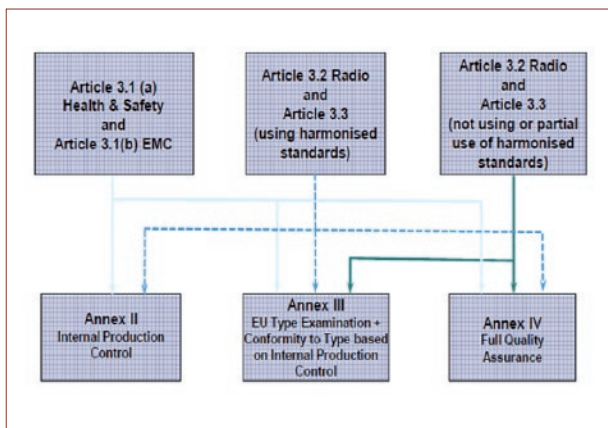 Article 3.1 (a)
Health & Safety
and
Article 3.1(b) EMC
Article 3.2 Radio
and
Article 3.3
(using harmonised
standards)
Article 3.2 Radio
and
Article 3.3
(not using or partial
use of harmonised
standards)
Annex II
Internal Production
Control
Annex III
EU Type Examination +
Conformity to Type based
on Internal Production
Control
Annex IV
Full Quality
Assurance